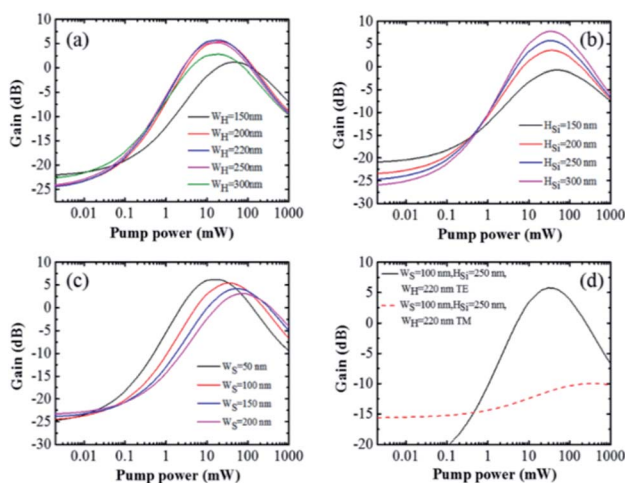 (a)
10
5
0
-5
-10
-15
-20
-25
Gain (dB)
W_H=150nm
W_H=200nm
W_H=220nm
W_H=250nm
W_H=300nm
0.01 0.1 1 10 100 1000
Pump power (mW)
(b)
10
5
0
-5
-10
-15
-20
-25
-30
Gain (dB)
H_Si=150 nm
H_Si=200 nm
H_Si=250 nm
H_Si=300 nm
0.01 0.1 1 10 100 1000
Pump power (mW)
(c)
10
5
0
-5
-10
-15
-20
-25
-30
Gain (dB)
W_S=50 nm
W_S=100 nm
W_S=150 nm
W_S=200 nm
0.01 0.1 1 10 100 1000
Pump power (mW)
(d)
10
5
0
-5
-10
-15
-20
Gain (dB)
W_S=100 nm,H_Si=250 nm,
W_H=220 nm TE
W_S=100 nm,H_Si=250 nm,
W_H=220 nm TM
0.01 0.1 1 10 100 1000
Pump power (mW)